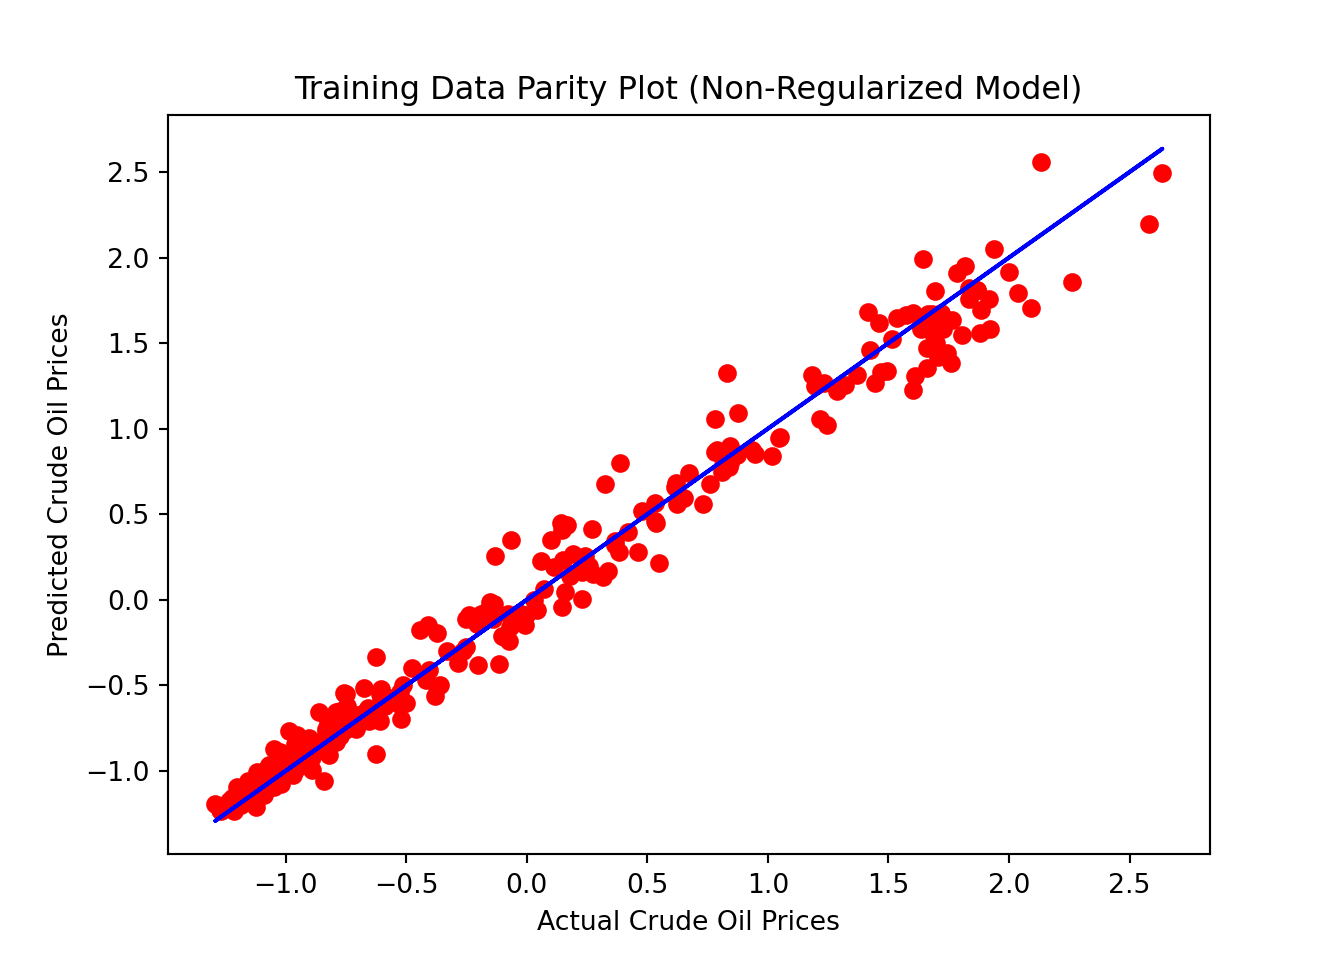 Training Data Parity Plot (Non-Regularized Model)
Predicted Crude Oil Prices
2.5
2.0
1.5
1.0
0.5
0.0
−0.5
−1.0
−1.0 −0.5 0.0 0.5 1.0 1.5 2.0 2.5
Actual Crude Oil Prices